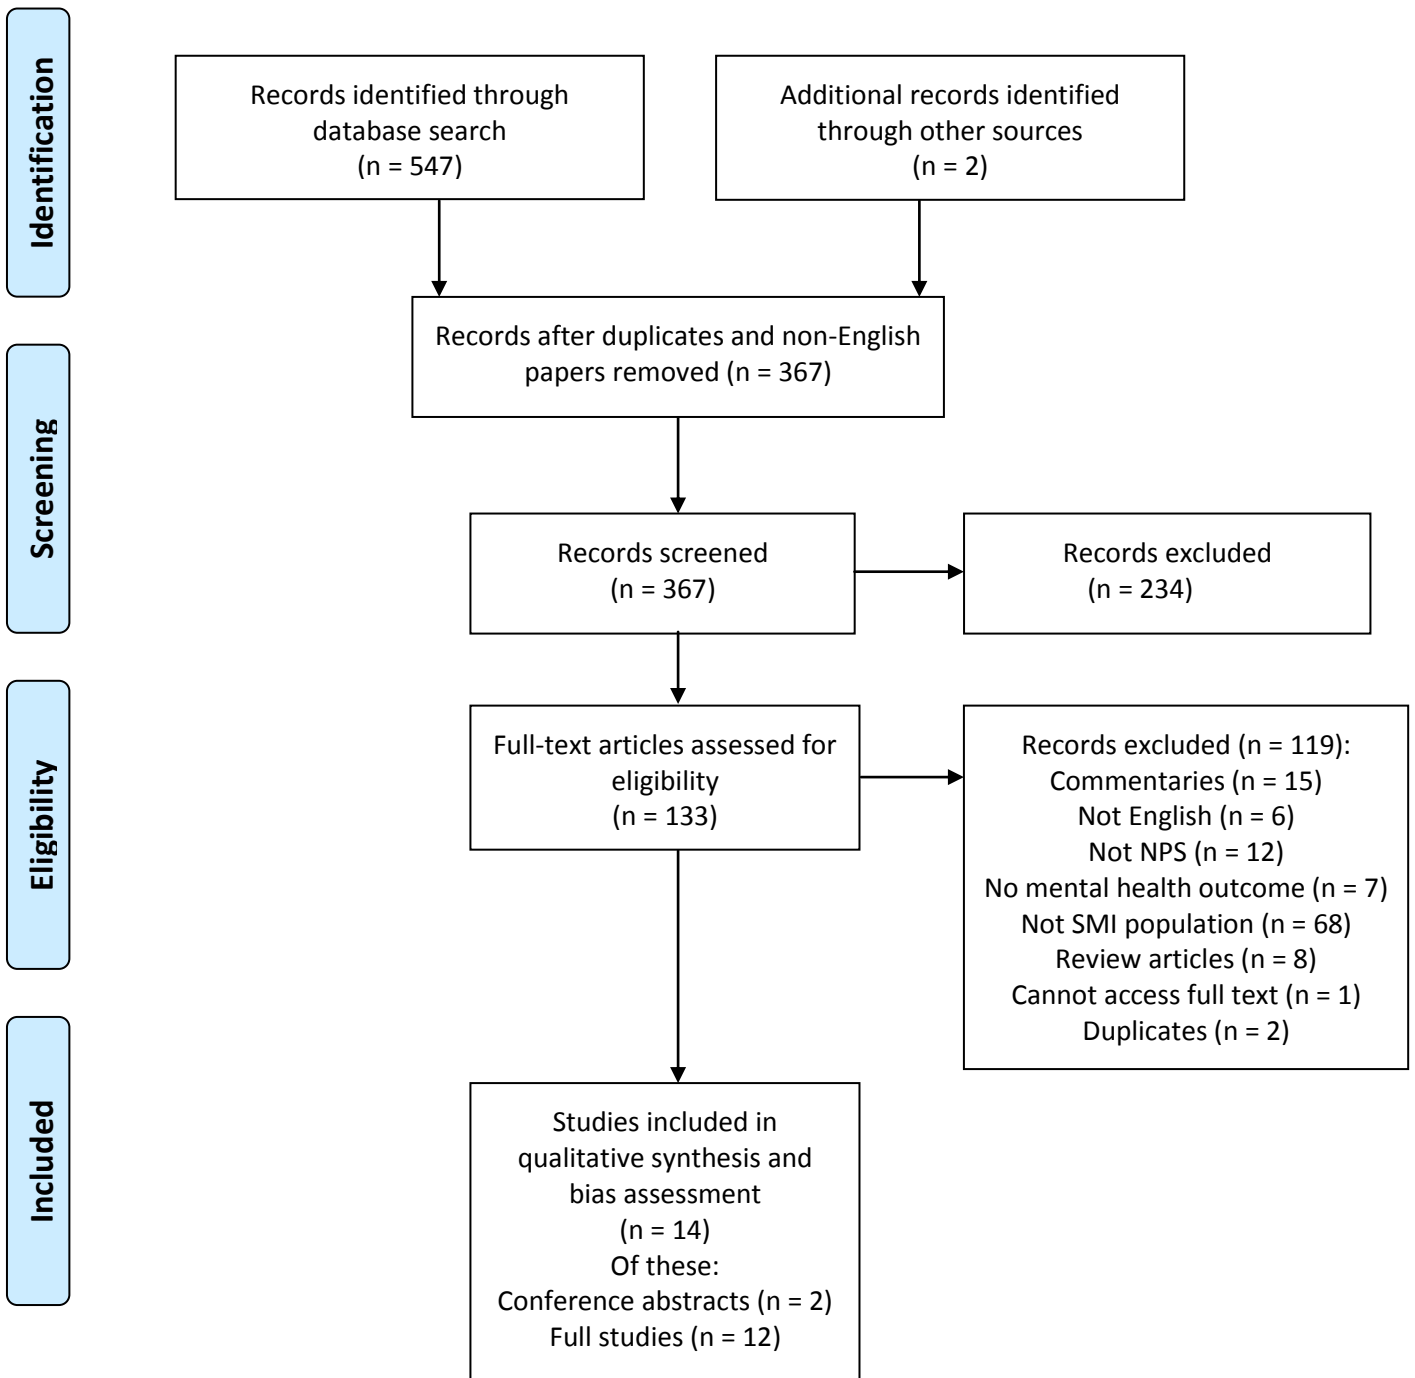 Identification
Records identified through
database search
(n = 547)
Additional records identified
through other sources
(n = 2)
Records after duplicates and non-English
papers removed (n = 367)
Screening
Records screened
(n = 367)
Records excluded
(n = 234)
Eligibility
Full-text articles assessed for
eligibility
(n = 133)
Records excluded (n = 119):
Commentaries (n = 15)
Not English (n = 6)
Not NPS (n = 12)
No mental health outcome (n = 7)
Not SMI population (n = 68)
Review articles (n = 8)
Cannot access full text (n = 1)
Duplicates (n = 2)
Included
Studies included in
qualitative synthesis and
bias assessment
(n = 14)
Of these:
Conference abstracts (n = 2)
Full studies (n = 12)